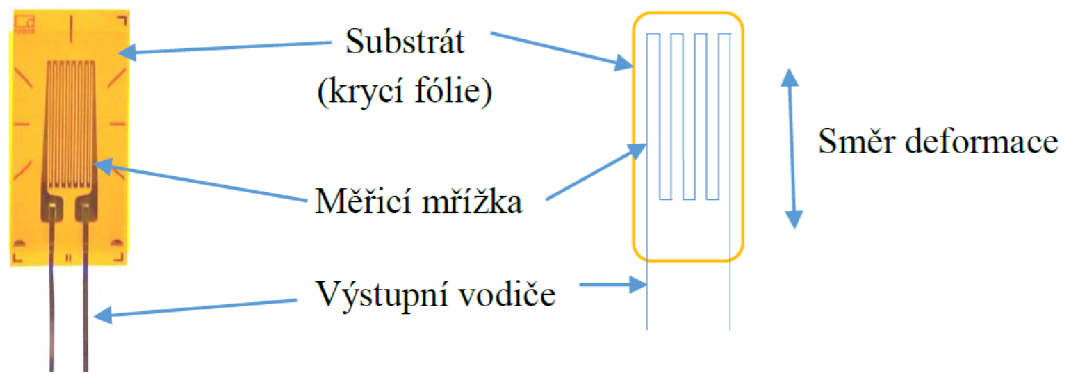 Substrát
(krycí fólie)
Směr deformace
Měřicí mřížka
Výstupní vodiče